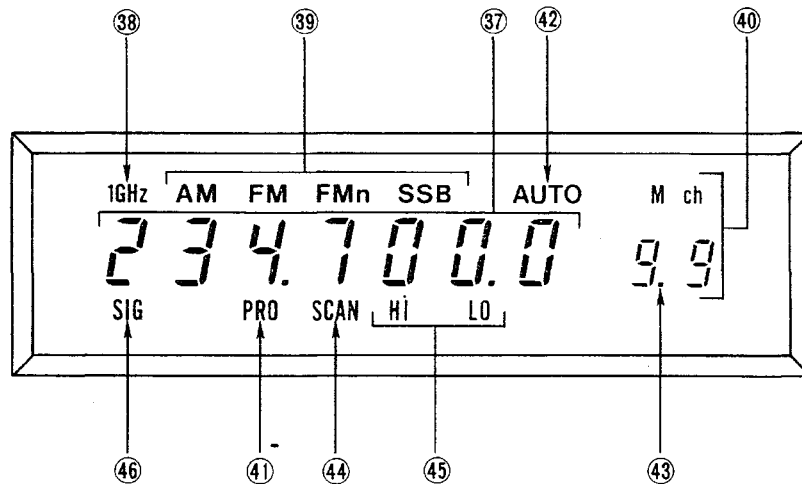 ㊳ ㊴ ㊲ ㊷ ㊵
1GHz AM FM FMn SSB AUTO M ch
234.700.0 9.9
SIG PRO SCAN Hi LO
㊻ ㊶ ㊹ ㊺ ㊸